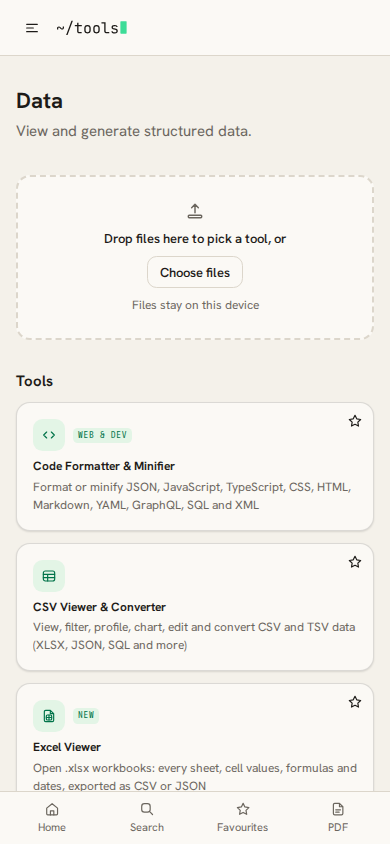 ~/tools
Data
View and generate structured data.
Drop files here to pick a tool, or
Choose files
Files stay on this device
Tools
WEB & DEV
Code Formatter & Minifier
Format or minify JSON, JavaScript, TypeScript, CSS, HTML,
Markdown, YAML, GraphQL, SQL and XML
CSV Viewer & Converter
View, filter, profile, chart, edit and convert CSV and TSV data
(XLSX, JSON, SQL and more)
NEW
Excel Viewer
Open .xlsx workbooks: every sheet, cell values, formulas and
dates, exported as CSV or JSON
Home
Search
Favourites
PDF